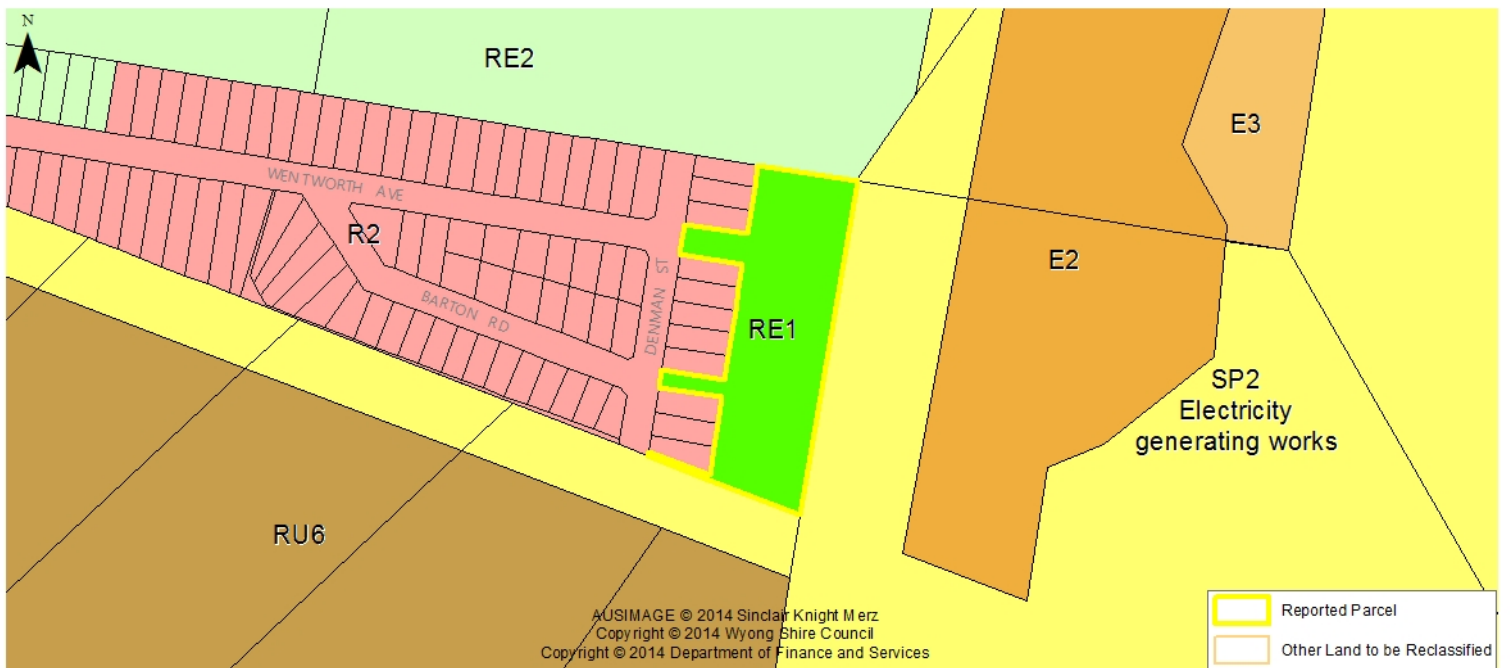 N
RE2
E3
WENTWORTH AVE
R2
E2
BARTON RD
DENMAN ST
RE1
SP2
Electricity
generating works
RU6
AUSIMAGE © 2014 Sinclair Knight Merz
Copyright © 2014 Wyong Shire Council
Copyright © 2014 Department of Finance and Services
Reported Parcel
Other Land to be Reclassified